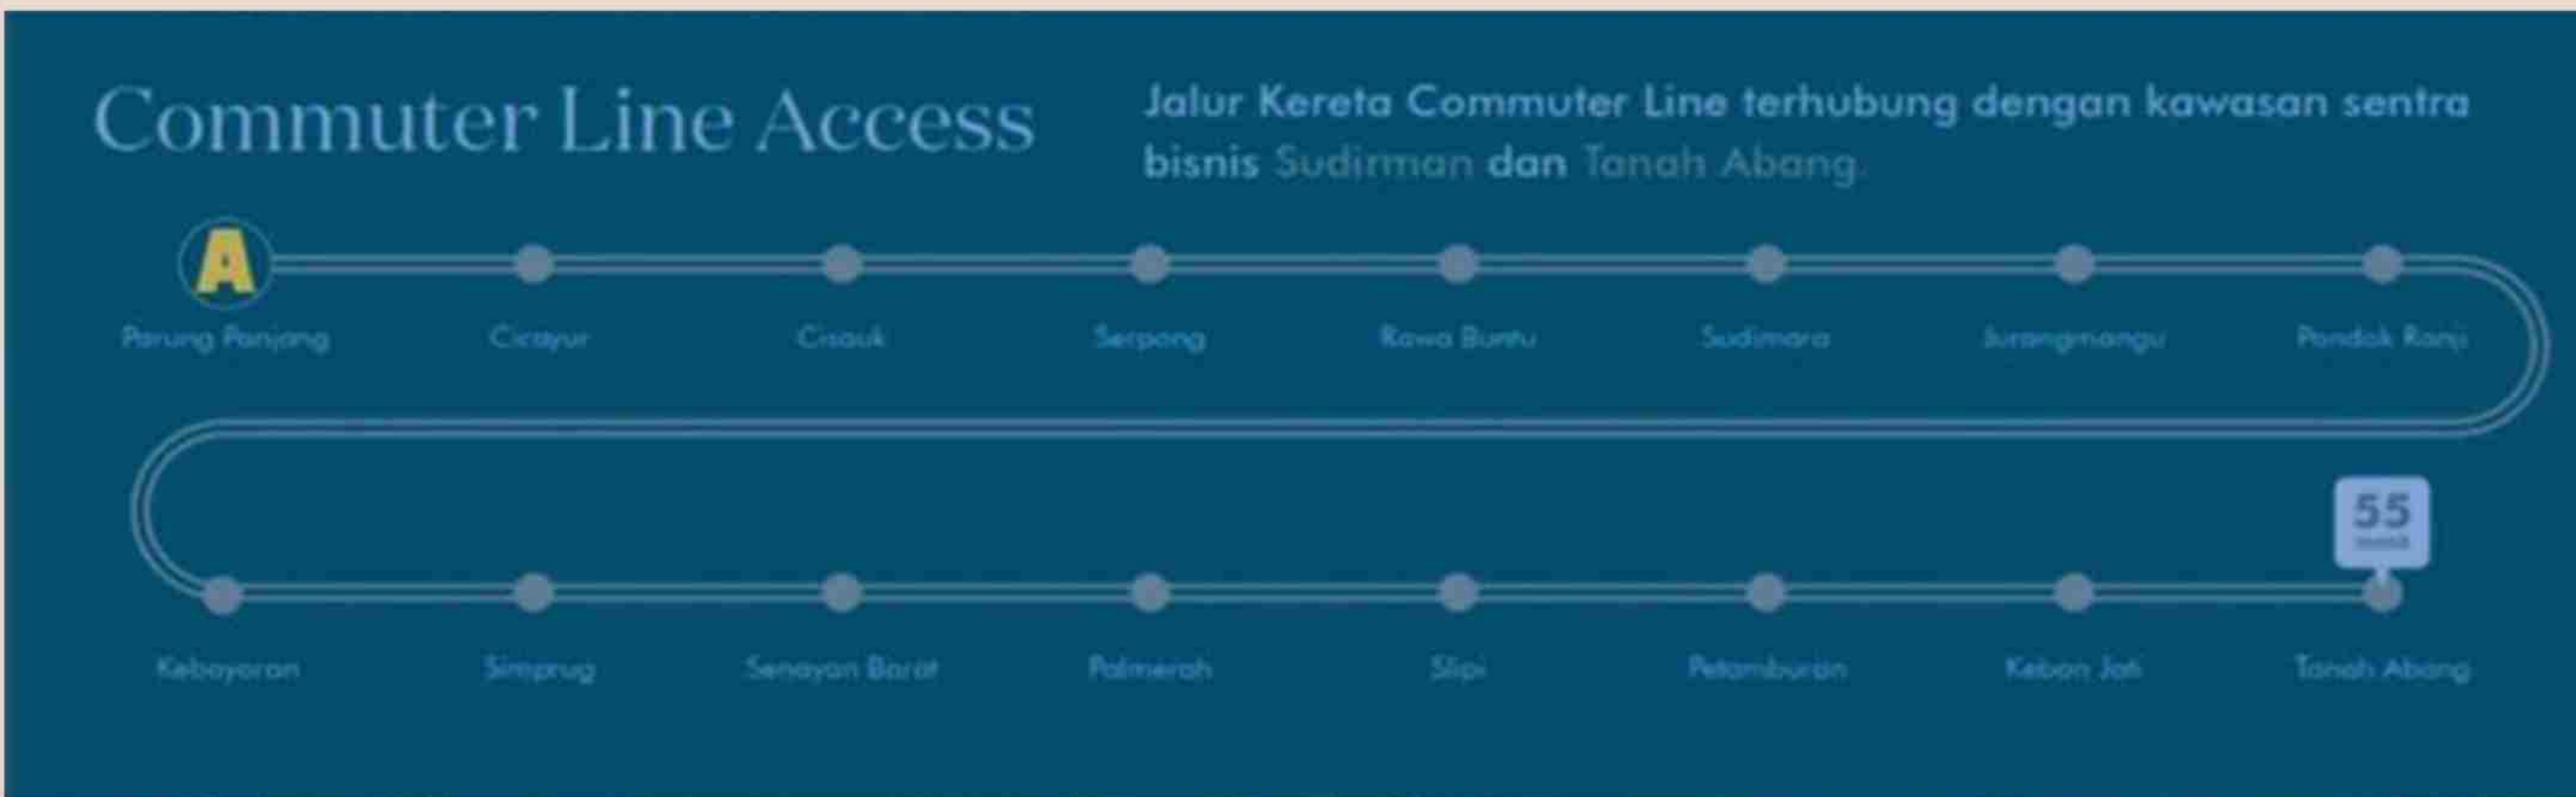 Commuter Line Access
Jalur Kereta Commuter Line terhubung dengan kawasan sentra
bisnis Sudirman dan Tanah Abang.
A
Parung Panjang Cicayur Cisauk Serpong Rawa Buntu Sudimara Jurangmangu Pondok Ranji
55
Kebayoran Simprug Senayan Barat Palmerah Slipi Petamburan Kebon Jati Tanah Abang